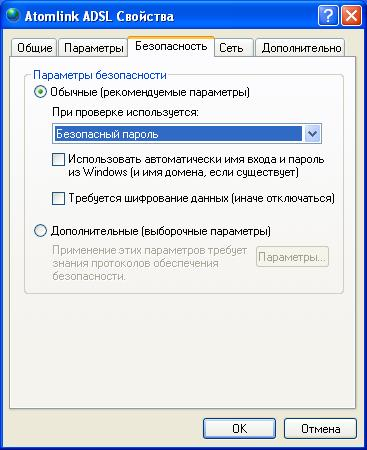 Atomlink ADSL Свойства
Общие Параметры Безопасность Сеть Дополнительно
Параметры безопасности
Обычные (рекомендуемые параметры)
При проверке используется:
Безопасный пароль
Использовать автоматически имя входа и пароль
из Windows (и имя домена, если существует)
Требуется шифрование данных (иначе отключаться)
Дополнительные (выборочные параметры)
Применение этих параметров требует
знания протоколов обеспечения
безопасности.
Параметры...
OK Отмена